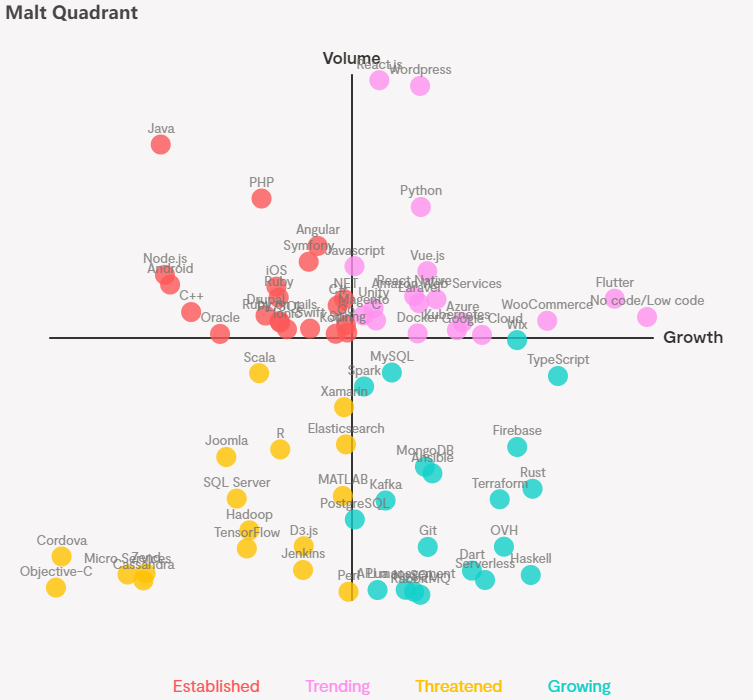 Malt Quadrant
Volume
React.js
Wordpress
Java
PHP
Python
Angular
Symfony
Javascript
Vue.js
Node.js
Android
iOS
Ruby
.NET
React Native
Amazon Web Services
Unity
Laravel
Flutter
C++
Drupal
Magento
No code/Low code
Azure
WooCommerce
Oracle
Swift
Docker
Kubernetes
Google Cloud
Wix
Growth
Scala
MySQL
TypeScript
Spark
Xamarin
Elasticsearch
Firebase
R
Joomla
MongoDB
Ansible
SQL Server
MATLAB
Kafka
Terraform
Rust
PostgreSQL
Hadoop
TensorFlow
D3.js
Git
OVH
Cordova
Jenkins
Micro-Services
Zend
Cassandra
Objective-C
Dart
Serverless
Haskell
Perl
Established
Trending
Threatened
Growing